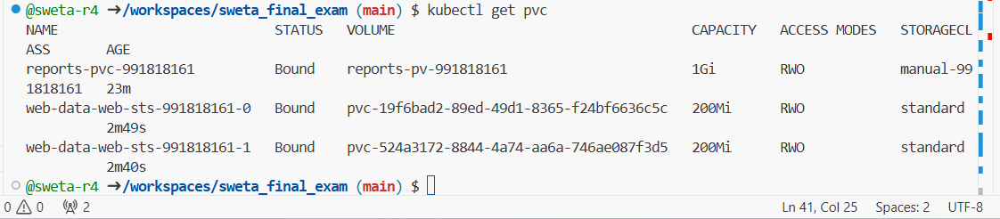 @sweta-r4 ➜/workspaces/sweta_final_exam (main) $ kubectl get pvc
NAME STATUS VOLUME CAPACITY ACCESS MODES STORAGECL
ASS AGE
reports-pvc-991818161 Bound reports-pv-991818161 1Gi RWO manual-99
1818161 23m
web-data-web-sts-991818161-0 Bound pvc-19f6bad2-89ed-49d1-8365-f24bf6636c5c 200Mi RWO standard
2m49s
web-data-web-sts-991818161-1 Bound pvc-524a3172-8844-4a74-aa6a-746ae087f3d5 200Mi RWO standard
2m40s
@sweta-r4 ➜/workspaces/sweta_final_exam (main) $
0 0 2 Ln 41, Col 25 Spaces: 2 UTF-8